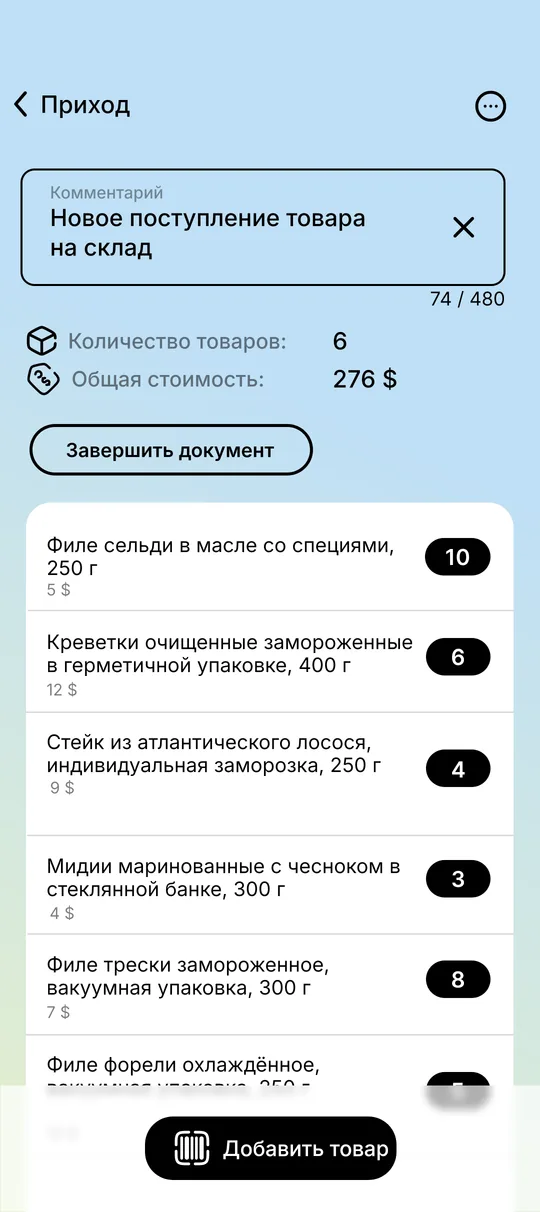 Приход
Комментарий
Новое поступление товара
на склад
74 / 480
Количество товаров: 6
Общая стоимость: 276 $
Завершить документ
Филе сельди в масле со специями,
250 г
10
5 $
Креветки очищенные замороженные
в герметичной упаковке, 400 г
6
12 $
Стейк из атлантического лосося,
индивидуальная заморозка, 250 г
4
9 $
Мидии маринованные с чесноком в
стеклянной банке, 300 г
3
4 $
Филе трески замороженное,
вакуумная упаковка, 300 г
8
7 $
Филе форели охлаждённое,
вакуумная упаковка,
Добавить товар